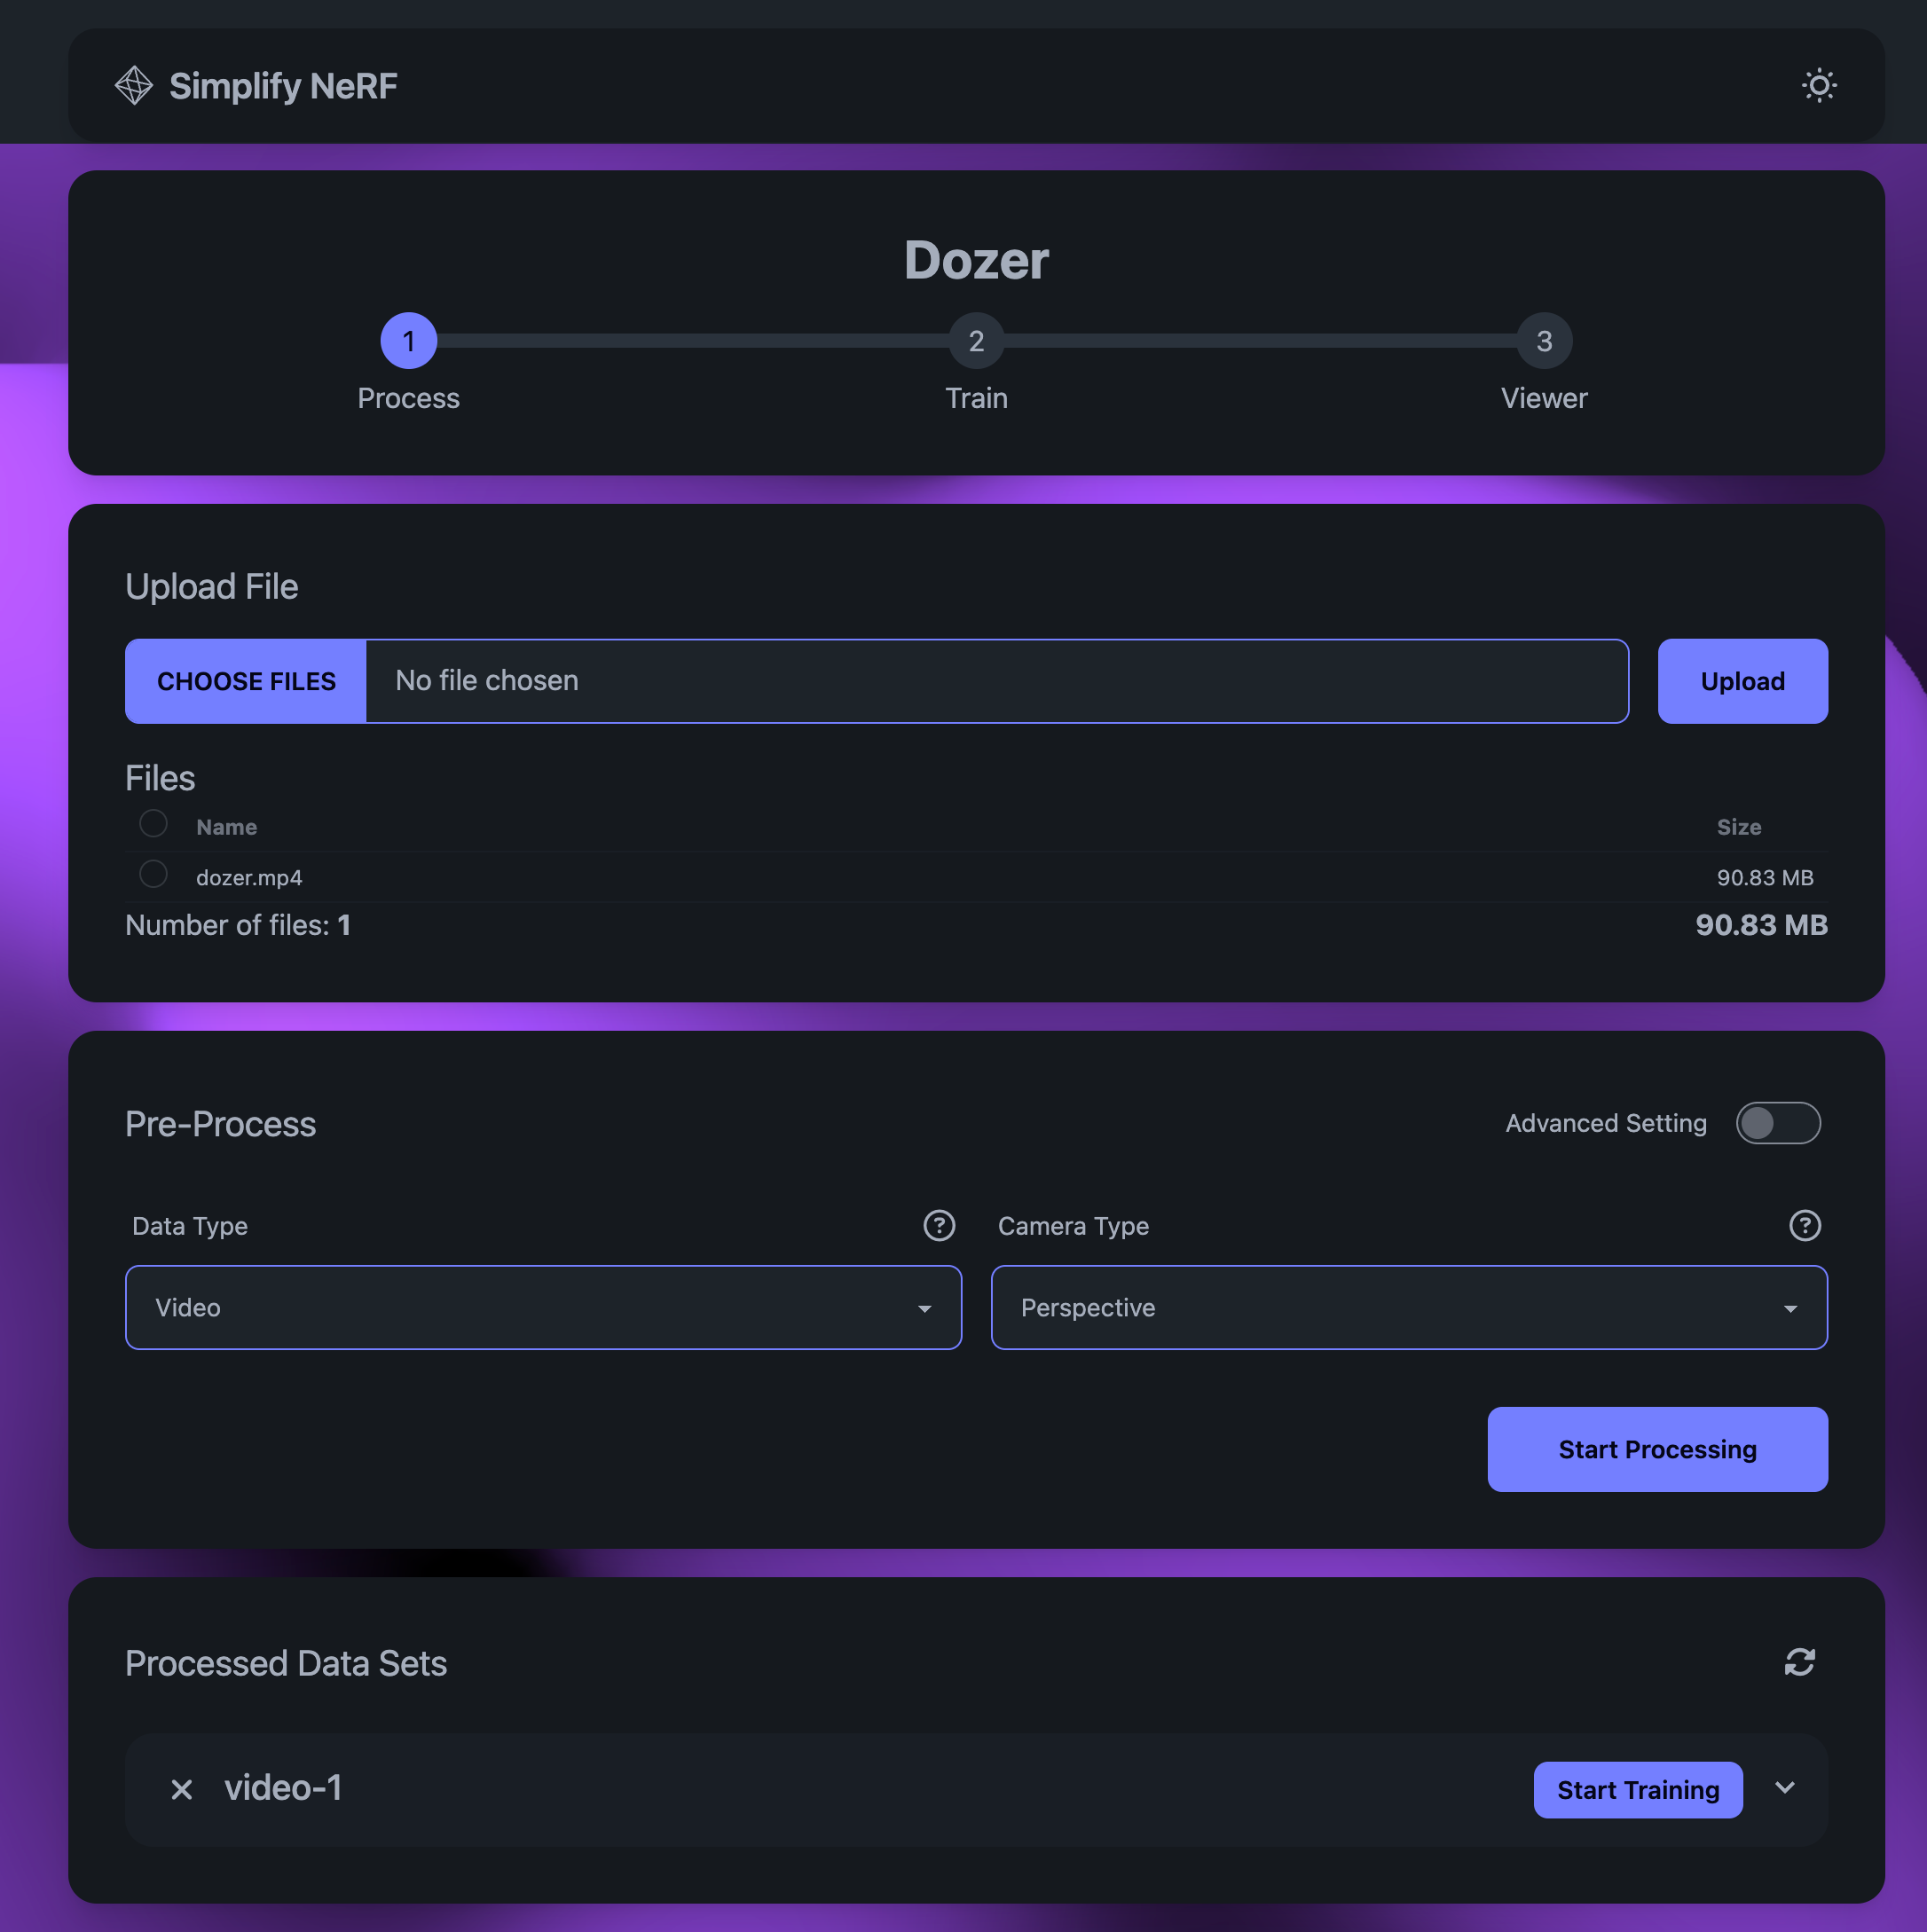 Simplify NeRF
Dozer
1 2 3
Process Train Viewer
Upload File
CHOOSE FILES No file chosen Upload
Files
Name Size
dozer.mp4 90.83 MB
Number of files: 1 90.83 MB
Pre-Process Advanced Setting
Data Type ? Camera Type ?
Video Perspective
Start Processing
Processed Data Sets
video-1 Start Training